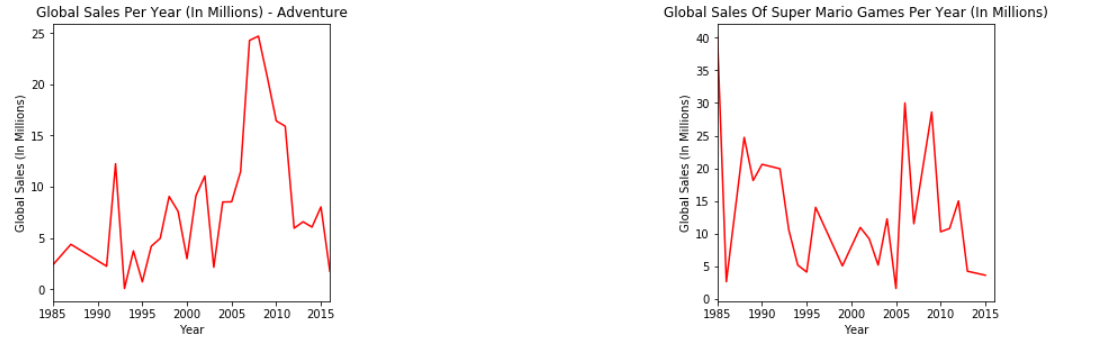 Global Sales Per Year (In Millions) - Adventure
25
20
15
10
5
0
Global Sales (In Millions)
1985 1990 1995 2000 2005 2010 2015
Year
Global Sales Of Super Mario Games Per Year (In Millions)
40
35
30
25
20
15
10
5
0
Global Sales (In Millions)
1985 1990 1995 2000 2005 2010 2015
Year